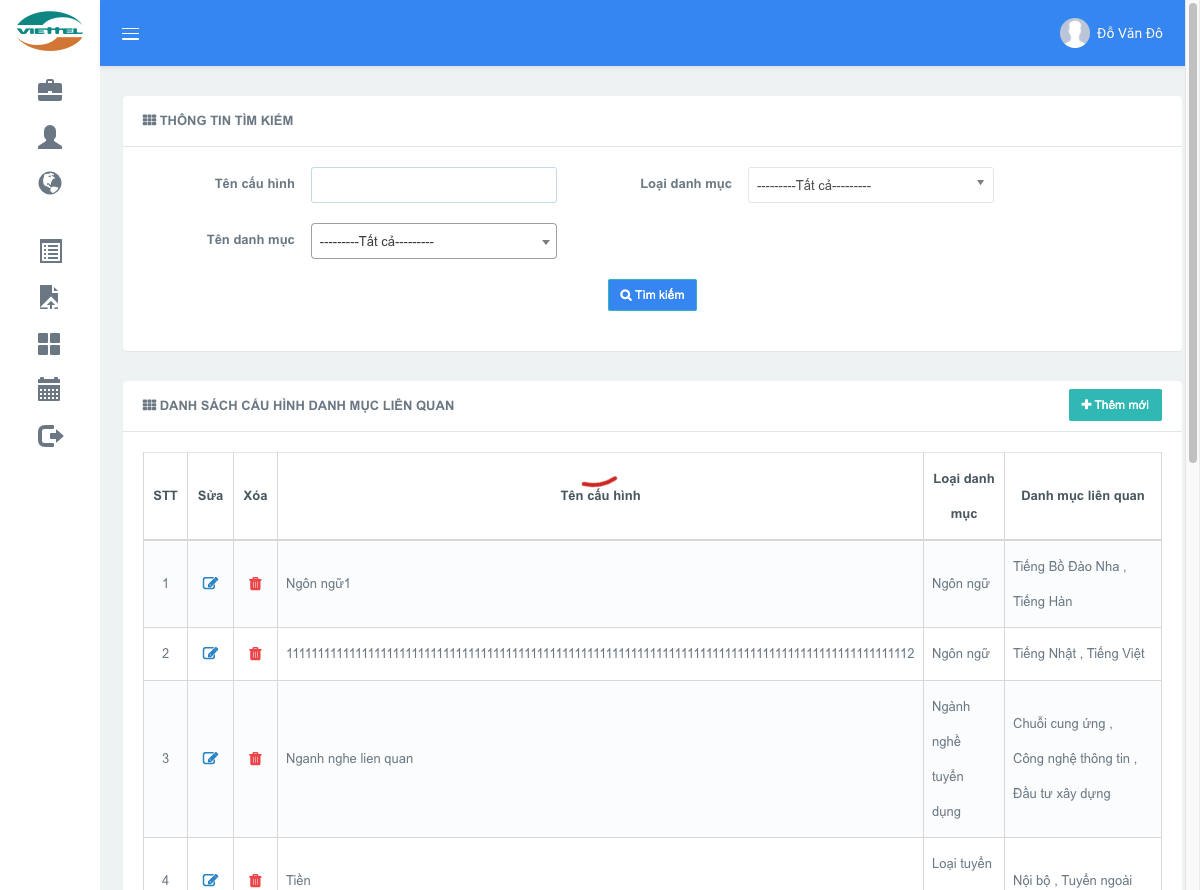 VIETTEL
Đỗ Văn Đô
THÔNG TIN TÌM KIẾM
Tên cấu hình
Loại danh mục
---------Tất cả---------
Tên danh mục
---------Tất cả---------
Tìm kiếm
DANH SÁCH CẤU HÌNH DANH MỤC LIÊN QUAN
Thêm mới
STT Sửa Xóa Tên cấu hình Loại danh mục Danh mục liên quan
1 Ngôn ngữ1 Ngôn ngữ Tiếng Bồ Đào Nha ,
Tiếng Hàn
2 Ngôn ngữ Tiếng Nhật , Tiếng Việt
3 Nganh nghe lien quan Ngành
nghề
tuyển
dụng
Chuỗi cung ứng ,
Công nghệ thông tin ,
Đầu tư xây dựng
4 Tiền Loại tuyển
Nội bộ , Tuyển ngoài